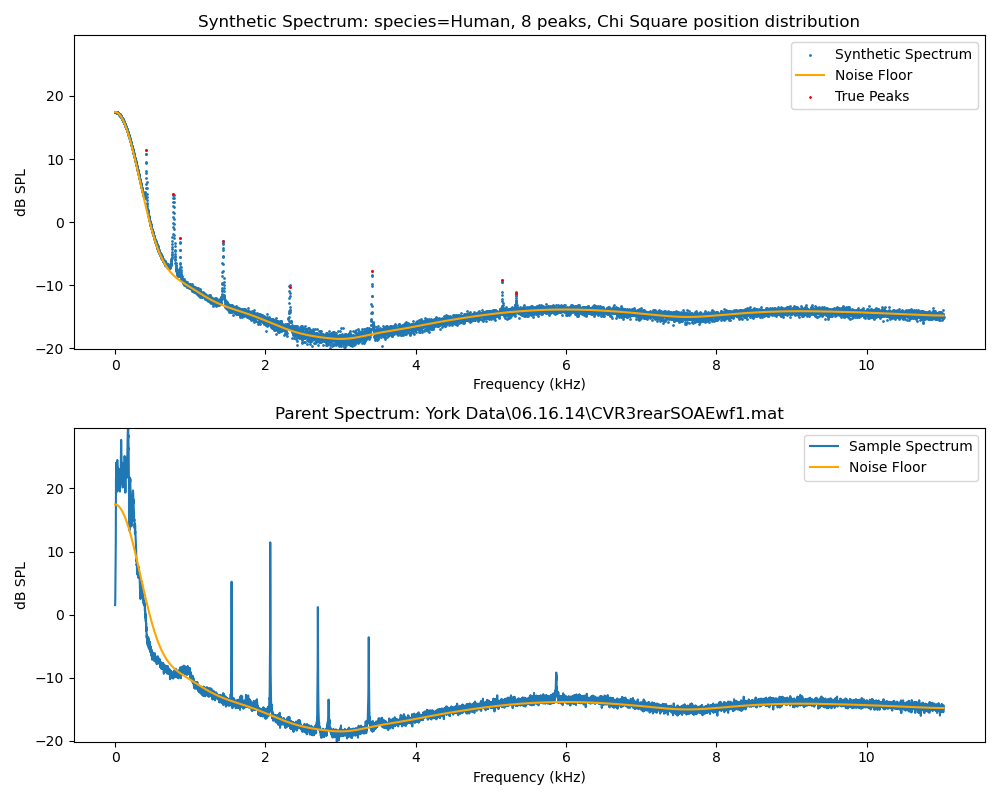 Synthetic Spectrum: species=Human, 8 peaks, Chi Square position distribution
Synthetic Spectrum
Noise Floor
True Peaks
dB SPL
20
10
0
−10
−20
0 2 4 6 8 10
Frequency (kHz)
Parent Spectrum: York Data\06.16.14\CVR3rearSOAEwf1.mat
Sample Spectrum
Noise Floor
dB SPL
20
10
0
−10
−20
0 2 4 6 8 10
Frequency (kHz)